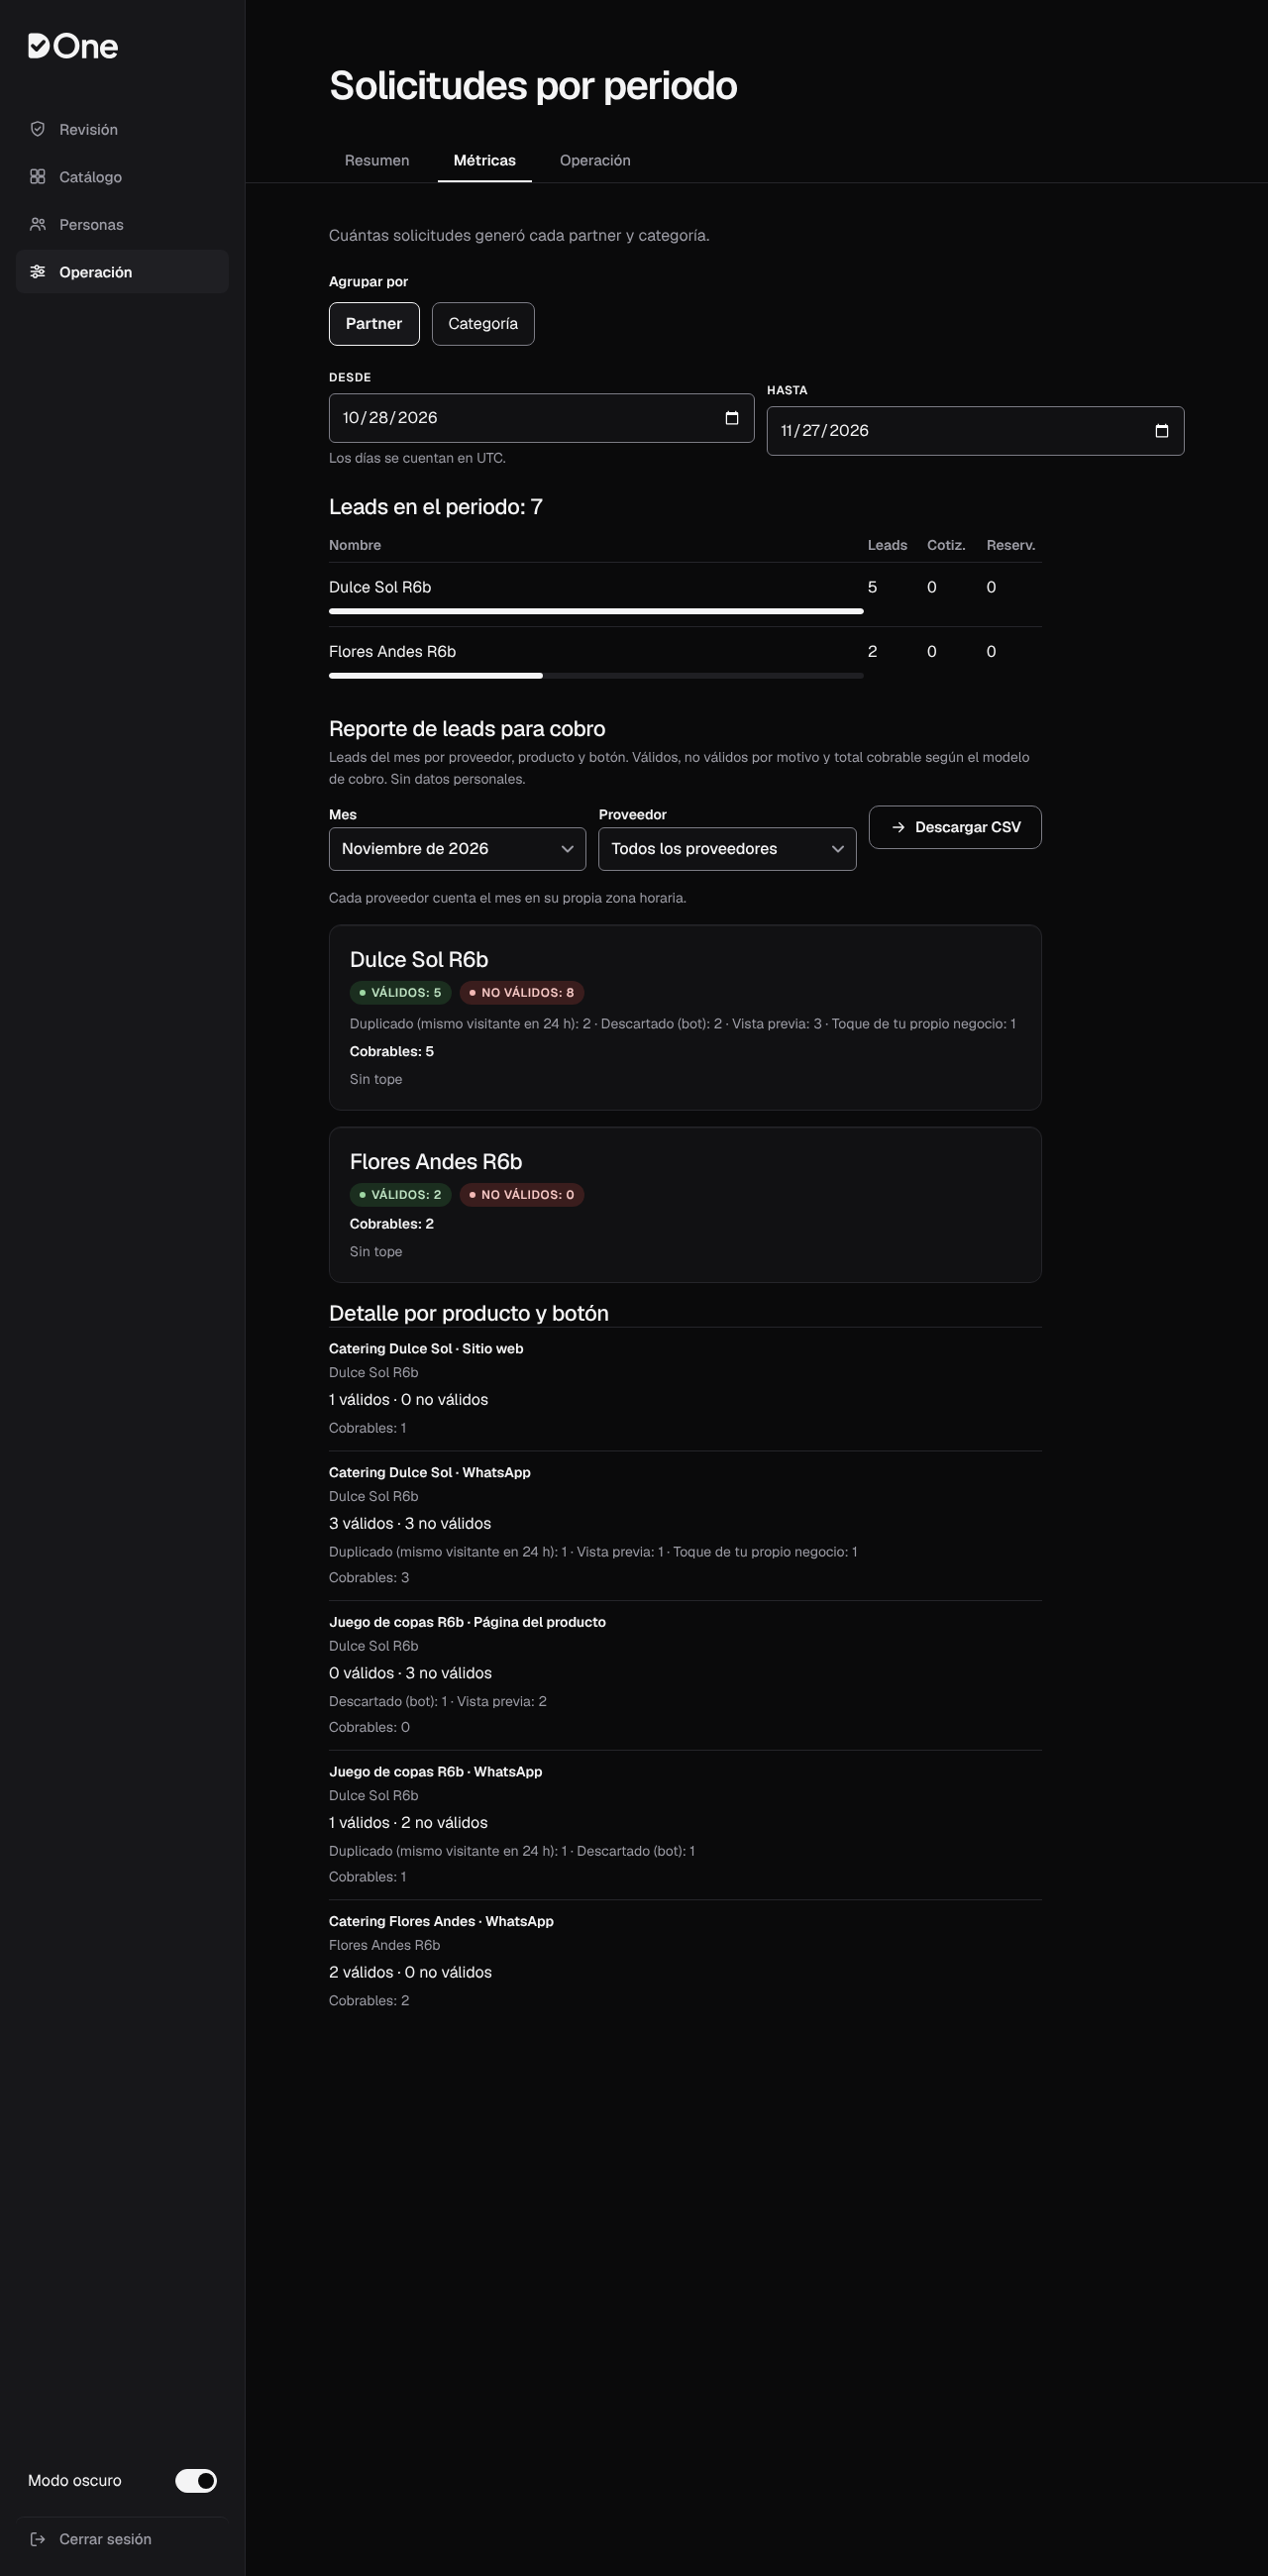 DOne
Revisión
Catálogo
Personas
Operación
Solicitudes por periodo
Resumen
Métricas
Operación
Cuántas solicitudes generó cada partner y categoría.
Agrupar por
Partner
Categoría
DESDE
10/28/2026
Los días se cuentan en UTC.
HASTA
11/27/2026
Leads en el periodo: 7
Nombre Leads Cotiz. Reserv.
Dulce Sol R6b 5 0 0
Flores Andes R6b 2 0 0
Reporte de leads para cobro
Leads del mes por proveedor, producto y botón. Válidos, no válidos por motivo y total cobrable según el modelo
de cobro. Sin datos personales.
Mes
Noviembre de 2026
Proveedor
Todos los proveedores
Descargar CSV
Cada proveedor cuenta el mes en su propia zona horaria.
Dulce Sol R6b
VÁLIDOS: 5
NO VÁLIDOS: 8
Duplicado (mismo visitante en 24 h): 2 · Descartado (bot): 2 · Vista previa: 3 · Toque de tu propio negocio: 1
Cobrables: 5
Sin tope
Flores Andes R6b
VÁLIDOS: 2
NO VÁLIDOS: 0
Cobrables: 2
Sin tope
Detalle por producto y botón
Catering Dulce Sol · Sitio web
Dulce Sol R6b
1 válidos · 0 no válidos
Cobrables: 1
Catering Dulce Sol · WhatsApp
Dulce Sol R6b
3 válidos · 3 no válidos
Duplicado (mismo visitante en 24 h): 1 · Vista previa: 1 · Toque de tu propio negocio: 1
Cobrables: 3
Juego de copas R6b · Página del producto
Dulce Sol R6b
0 válidos · 3 no válidos
Descartado (bot): 1 · Vista previa: 2
Cobrables: 0
Juego de copas R6b · WhatsApp
Dulce Sol R6b
1 válidos · 2 no válidos
Duplicado (mismo visitante en 24 h): 1 · Descartado (bot): 1
Cobrables: 1
Catering Flores Andes · WhatsApp
Flores Andes R6b
2 válidos · 0 no válidos
Cobrables: 2
Modo oscuro
Cerrar sesión